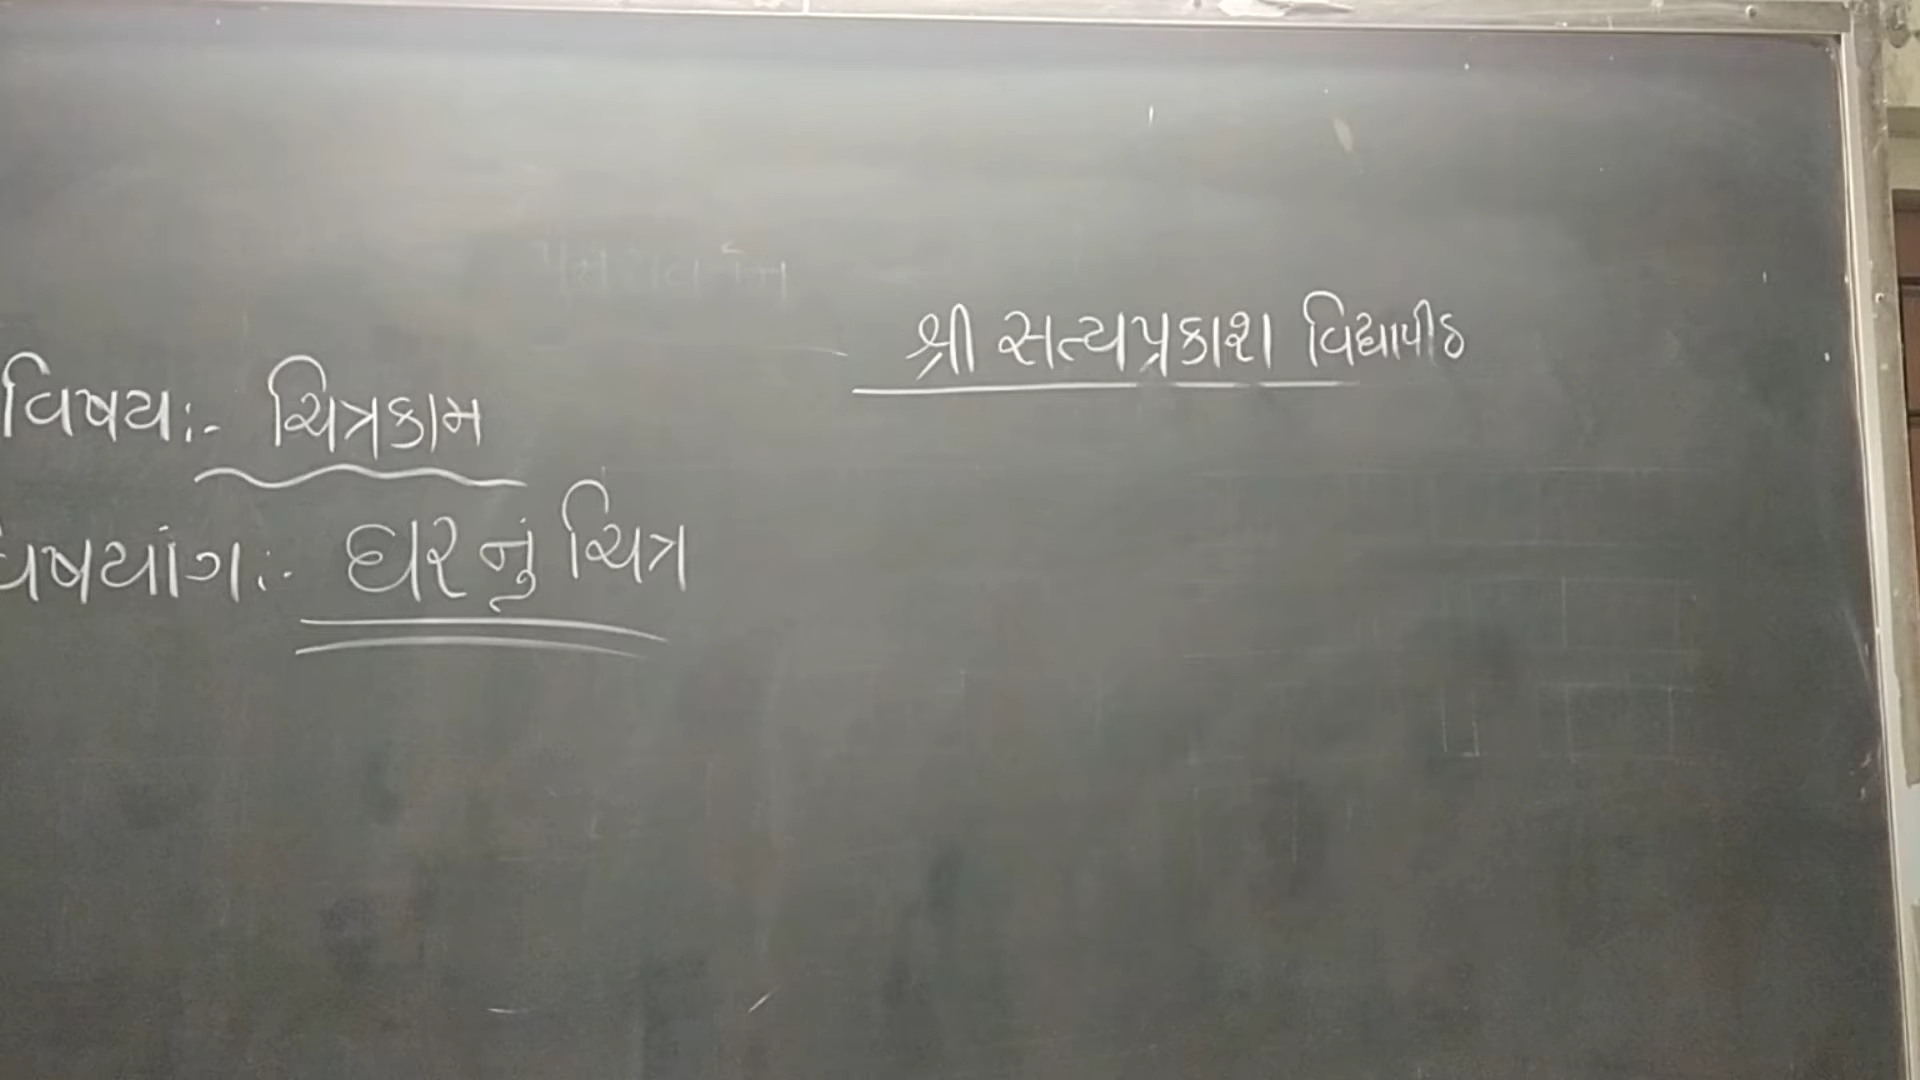 શ્રી સત્યપ્રકાશ વિદ્યાપીઠ
વિષય:- ચિત્રકામ
વિષયાંગ:- ઘરનું ચિત્ર